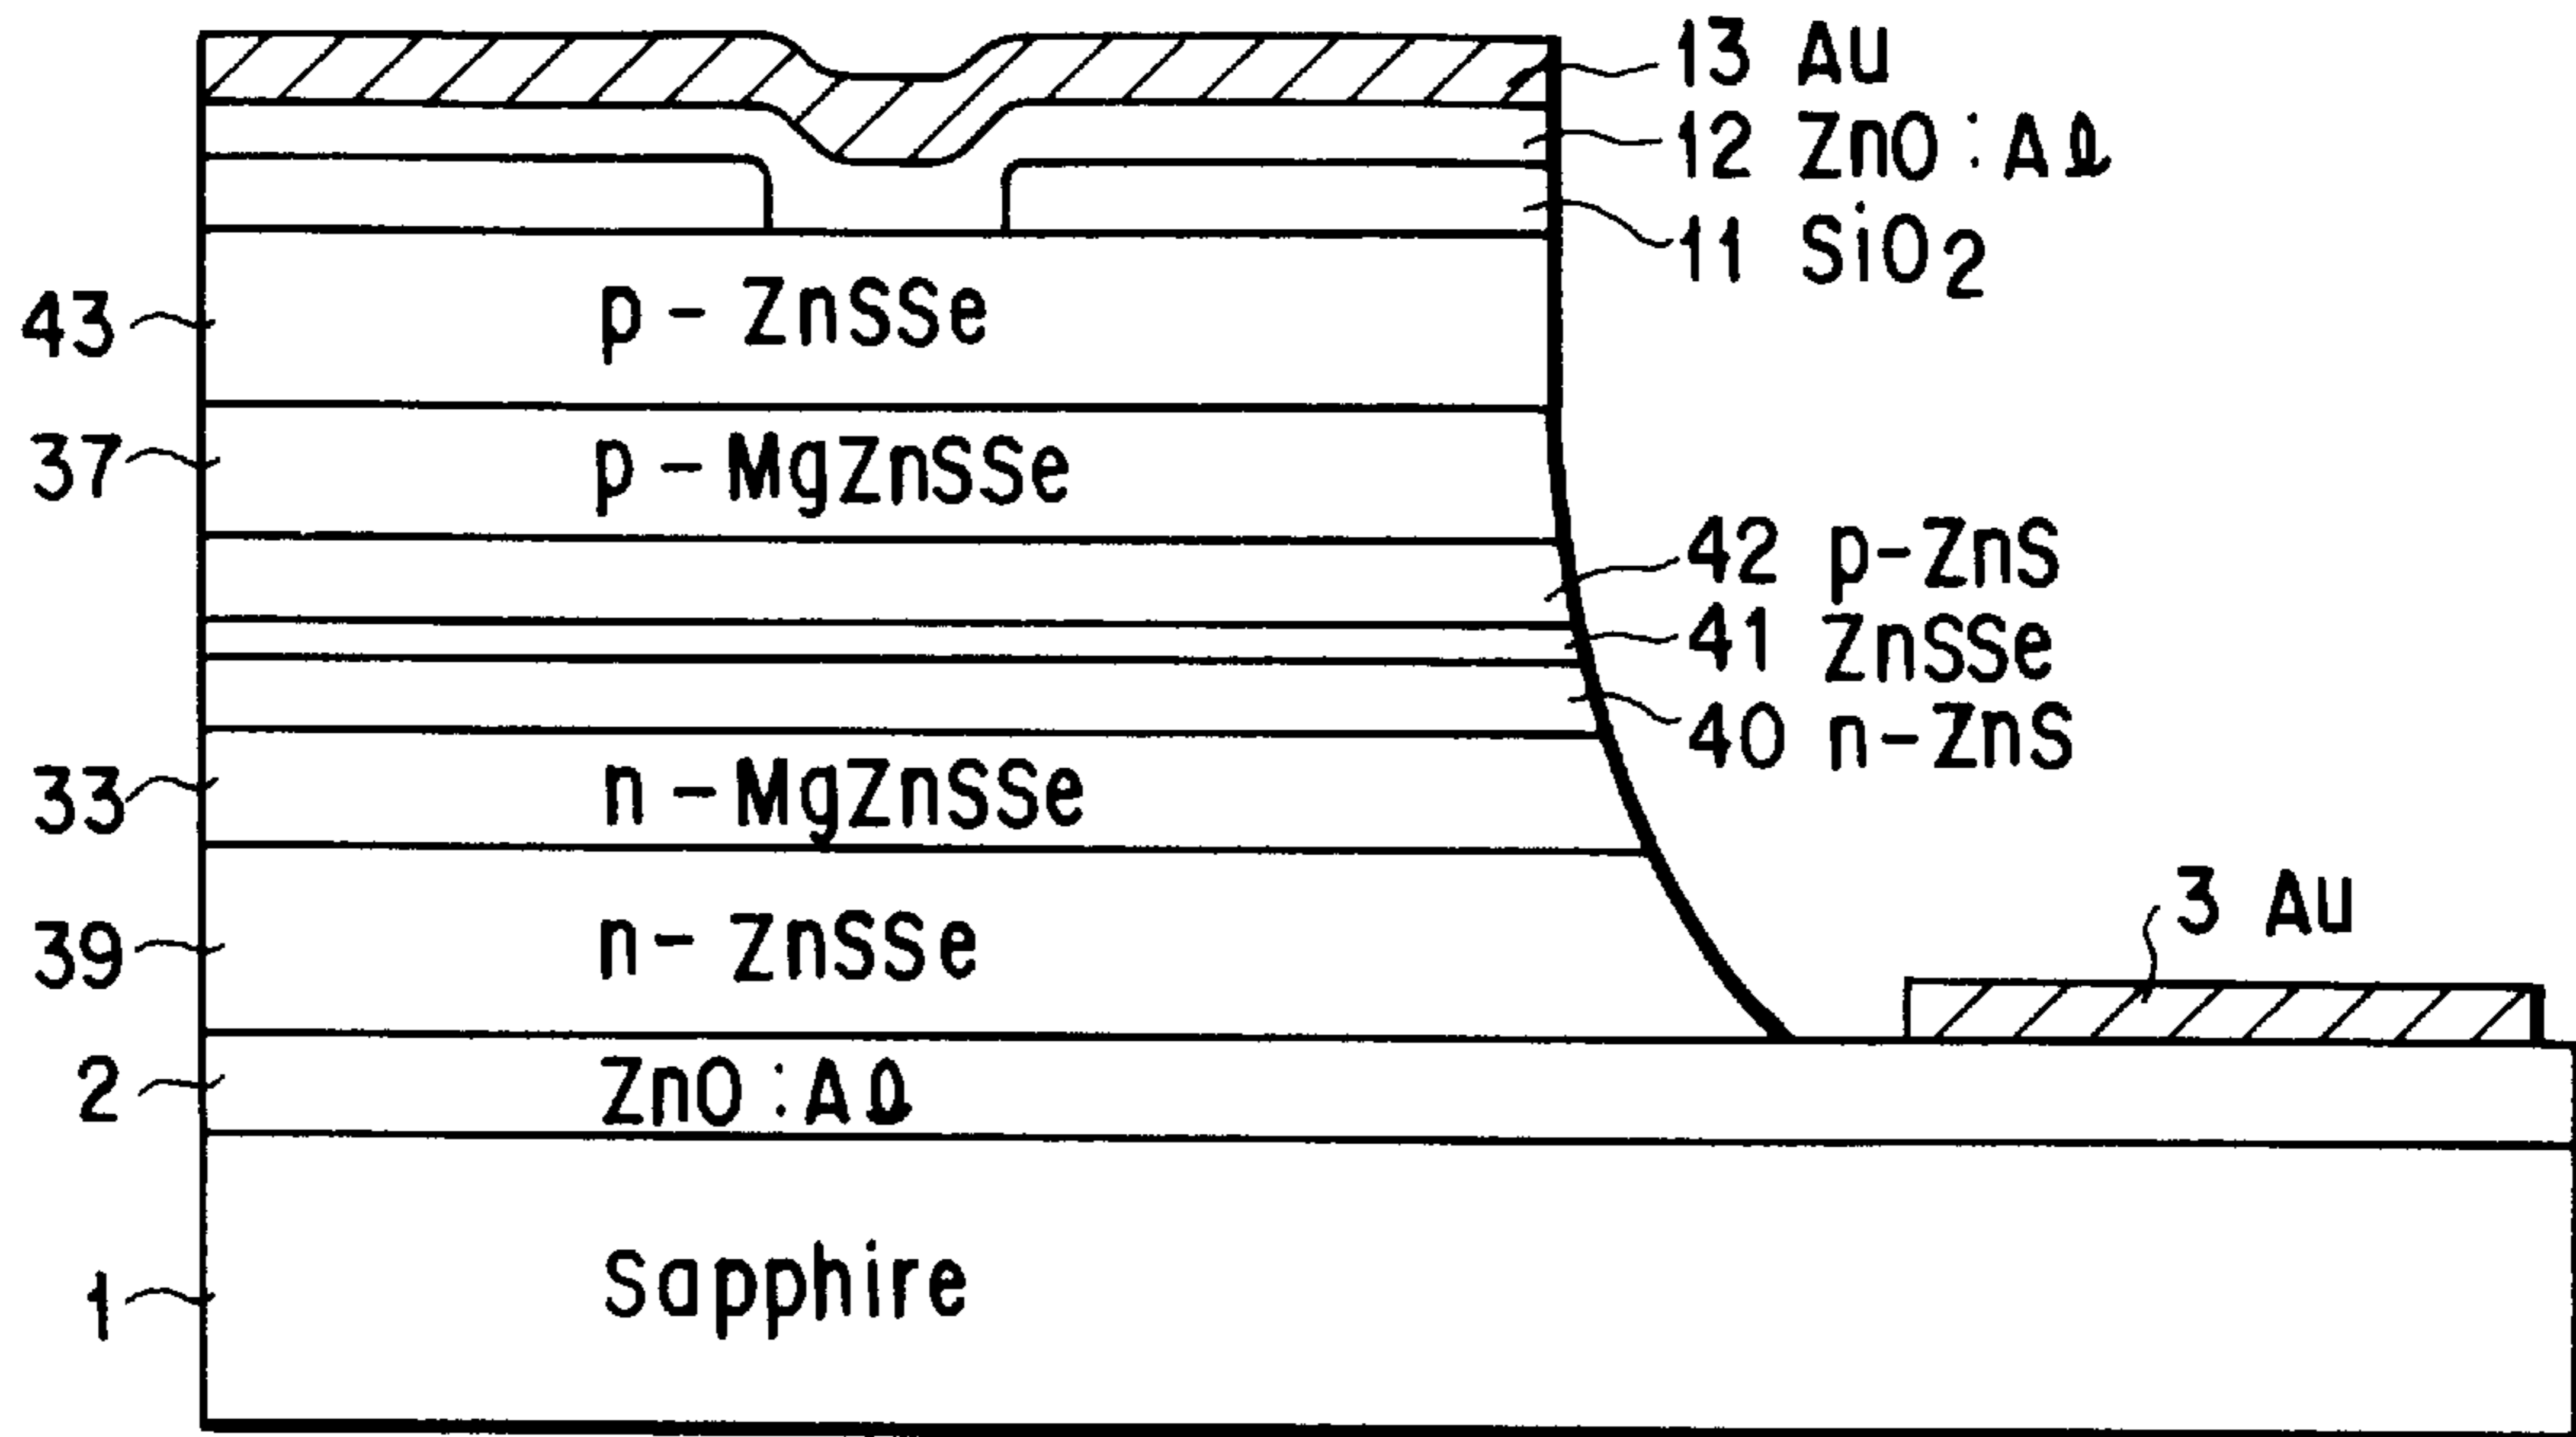 13 Au
12 ZnO:Al
11 SiO2
43 p-ZnSSe
37 p-MgZnSSe
42 p-ZnS
41 ZnSSe
40 n-ZnS
33 n-MgZnSSe
39 n-ZnSSe
3 Au
2 ZnO:Al
1 Sapphire